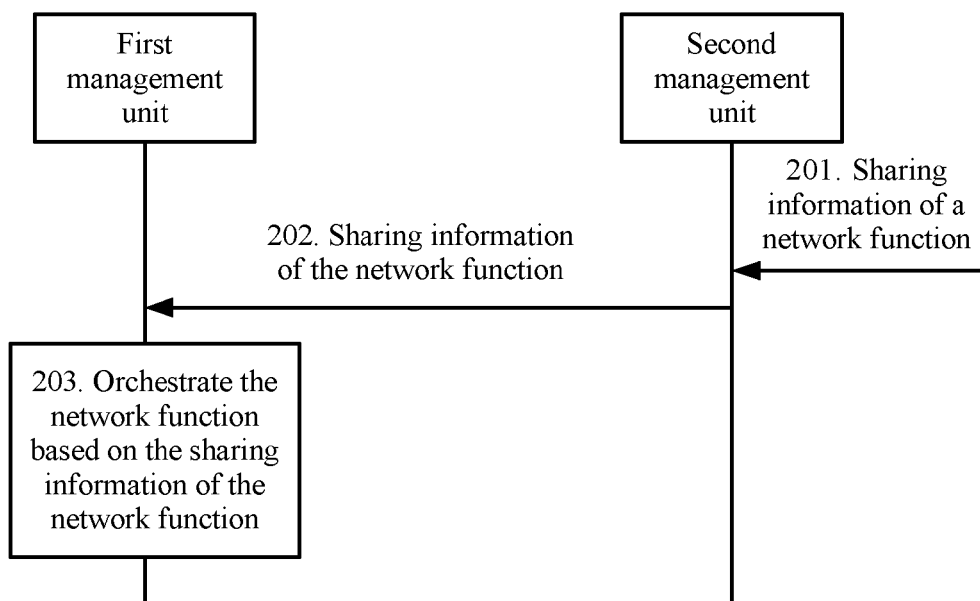 First
management
unit
Second
management
unit
201. Sharing
information of a
network function
202. Sharing information
of the network function
203. Orchestrate the
network function
based on the sharing
information of the
network function